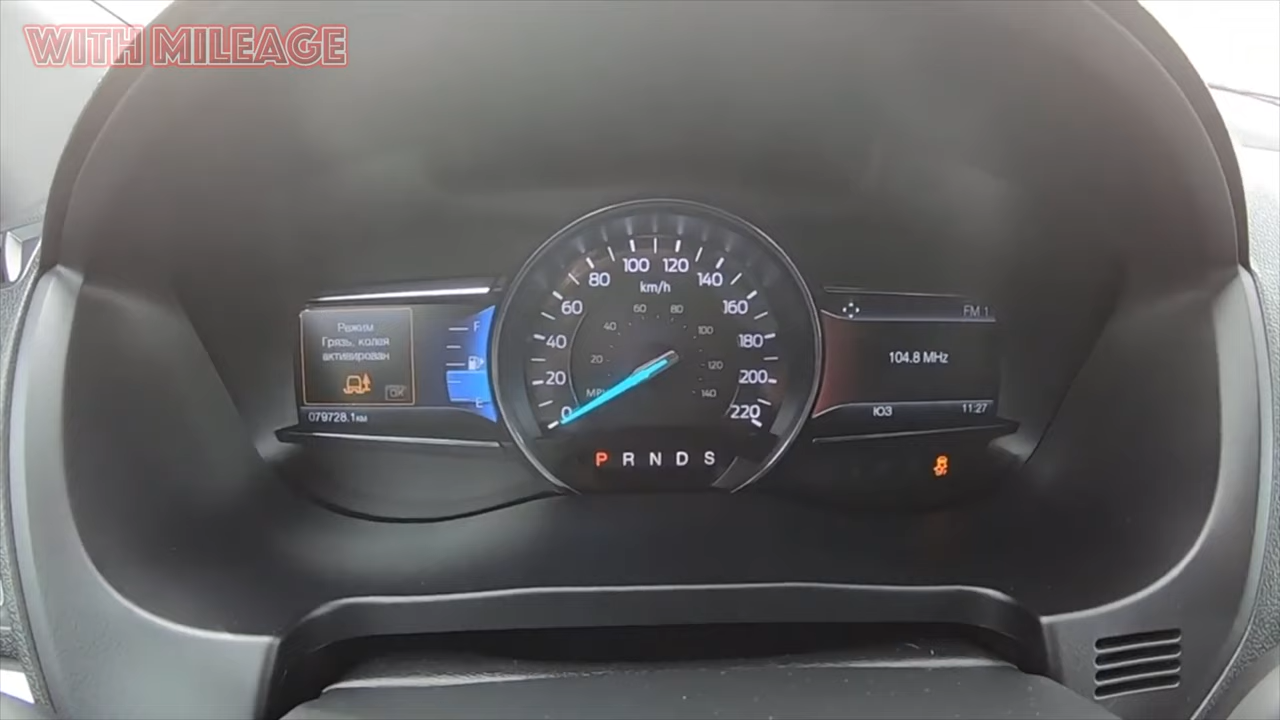 WITH MILEAGE
Режим
Грязь, колея
активирован
OK
079728.1км
F
E
0
20
40
60
80
100
120
140
160
180
200
220
km/h
MPH
20
40
60
80
100
120
140
P R N D S
FM 1
104.8 MHz
ЮЗ
11:27